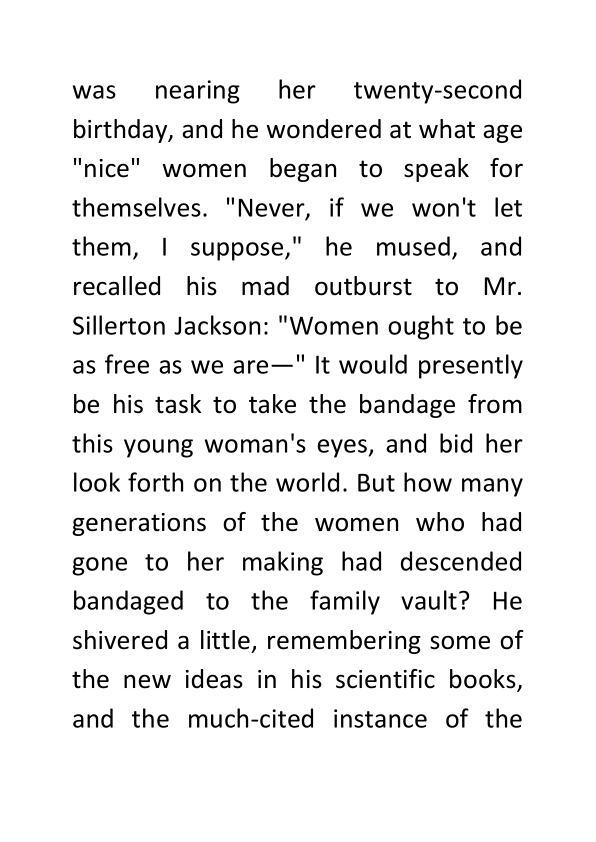 was nearing her twenty-second
birthday, and he wondered at what age
"nice" women began to speak for
themselves. "Never, if we won't let
them, I suppose," he mused, and
recalled his mad outburst to Mr.
Sillerton Jackson: "Women ought to be
as free as we are—" It would presently
be his task to take the bandage from
this young woman's eyes, and bid her
look forth on the world. But how many
generations of the women who had
gone to her making had descended
bandaged to the family vault? He
shivered a little, remembering some of
the new ideas in his scientific books,
and the much-cited instance of the